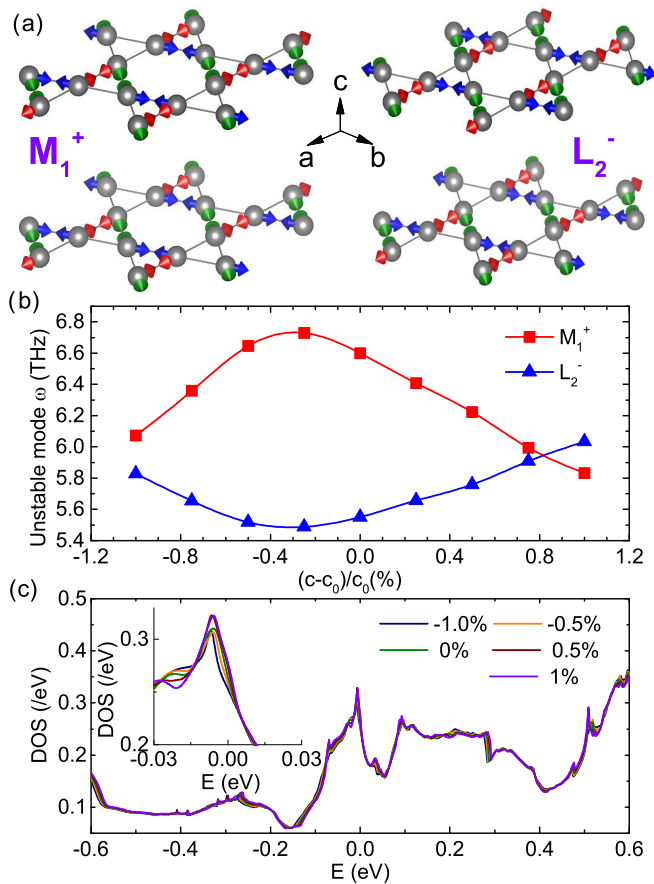 (a)
c
M₁⁺
a
b
L₂⁻
(b)
6.8
6.6
6.4
6.2
6.0
5.8
5.6
5.4
Unstable mode ω (THz)
M₁⁺
L₂⁻
-1.2
-0.8
-0.4
0.0
0.4
0.8
1.2
(c-c₀)/c₀(%)
(c)
0.5
0.4
0.3
0.2
0.1
DOS (/eV)
0.3
0.2
DOS (/eV)
-0.03
0.00
0.03
E (eV)
-1.0%
-0.5%
0%
0.5%
1%
-0.6
-0.4
-0.2
0.0
0.2
0.4
0.6
E (eV)